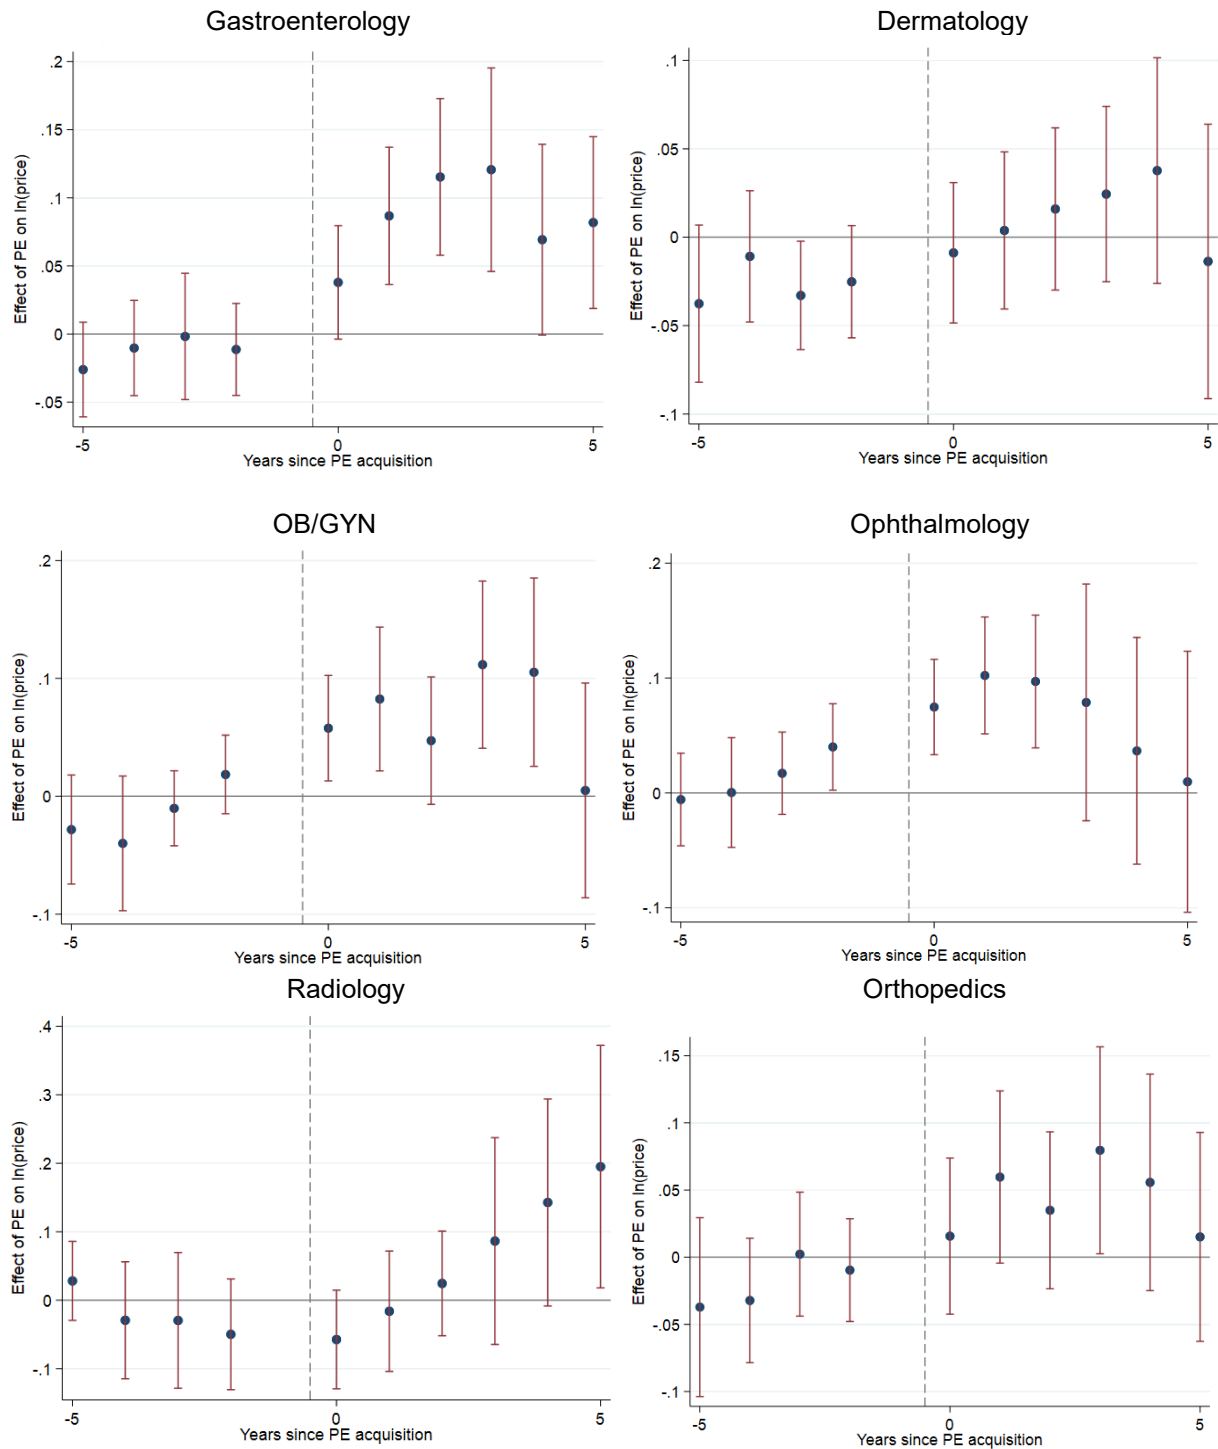 Gastroenterology
Effect of PE on ln(price)
.2
.15
.1
.05
0
-.05
-5 0 5
Years since PE acquisition
Dermatology
Effect of PE on ln(price)
.1
.05
0
-.05
-.1
-5 0 5
Years since PE acquisition
OB/GYN
Effect of PE on ln(price)
.2
.1
0
-.1
-5 0 5
Years since PE acquisition
Ophthalmology
Effect of PE on ln(price)
.2
.1
0
-.1
-5 0 5
Years since PE acquisition
Radiology
Effect of PE on ln(price)
.4
.3
.2
.1
0
-.1
-5 0 5
Years since PE acquisition
Orthopedics
Effect of PE on ln(price)
.15
.1
.05
0
-.05
-.1
-5 0 5
Years since PE acquisition